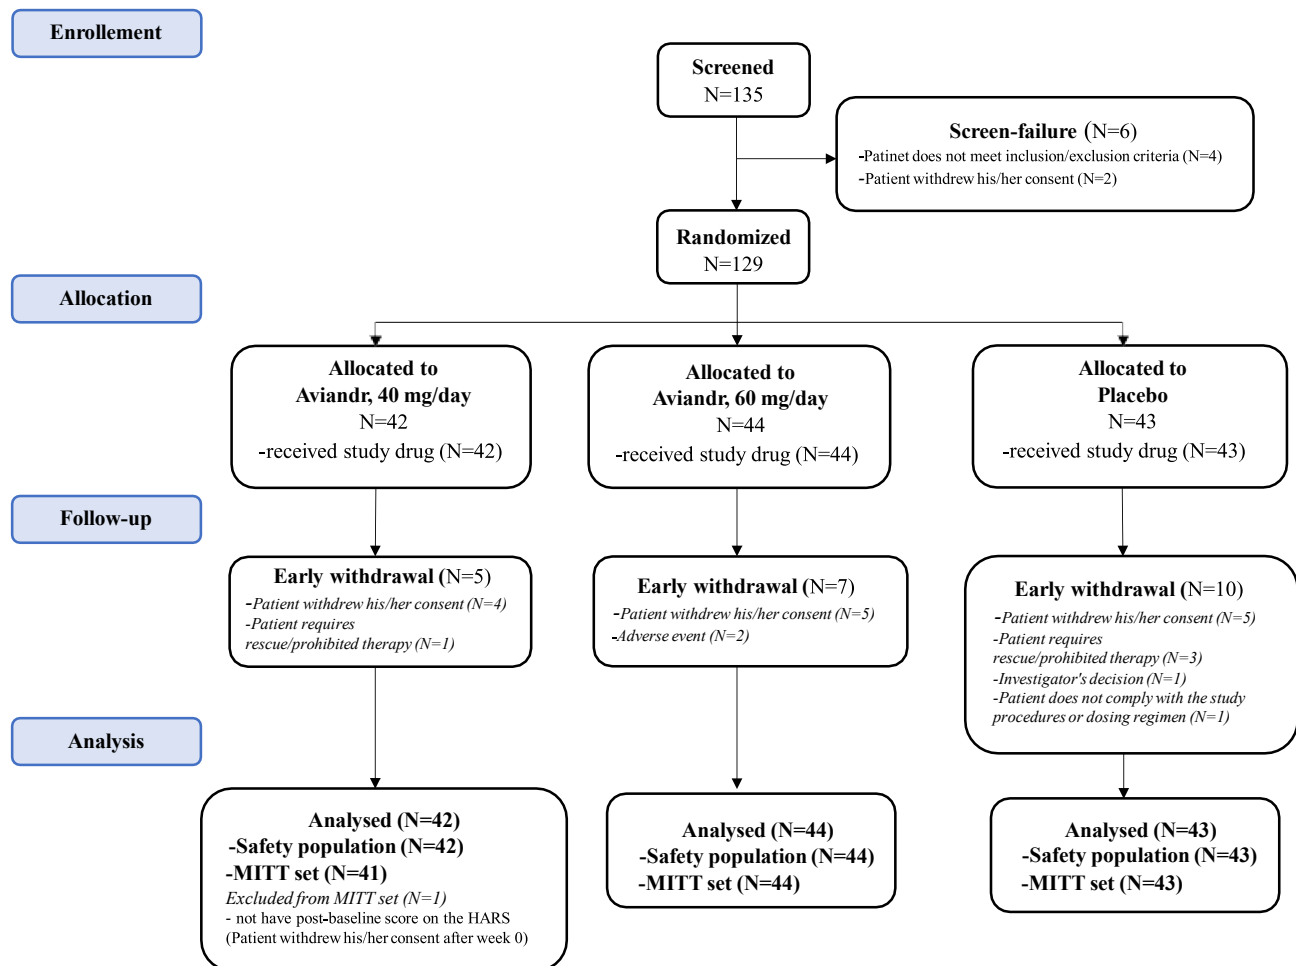 Enrollement
Screened
N=135
Screen-failure (N=6)
-Patinet does not meet inclusion/exclusion criteria (N=4)
-Patient withdrew his/her consent (N=2)
Randomized
N=129
Allocation
Allocated to
Aviandr, 40 mg/day
N=42
-received study drug (N=42)
Allocated to
Aviandr, 60 mg/day
N=44
-received study drug (N=44)
Allocated to
Placebo
N=43
-received study drug (N=43)
Follow-up
Early withdrawal (N=5)
-Patient withdrew his/her consent (N=4)
-Patient requires
rescue/prohibited therapy (N=1)
Early withdrawal (N=7)
-Patient withdrew his/her consent (N=5)
-Adverse event (N=2)
Early withdrawal (N=10)
-Patient withdrew his/her consent (N=5)
-Patient requires
rescue/prohibited therapy (N=3)
-Investigator's decision (N=1)
-Patient does not comply with the study
procedures or dosing regimen (N=1)
Analysis
Analysed (N=42)
-Safety population (N=42)
-MITT set (N=41)
Excluded from MITT set (N=1)
- not have post-baseline score on the HARS
(Patient withdrew his/her consent after week 0)
Analysed (N=44)
-Safety population (N=44)
-MITT set (N=44)
Analysed (N=43)
-Safety population (N=43)
-MITT set (N=43)